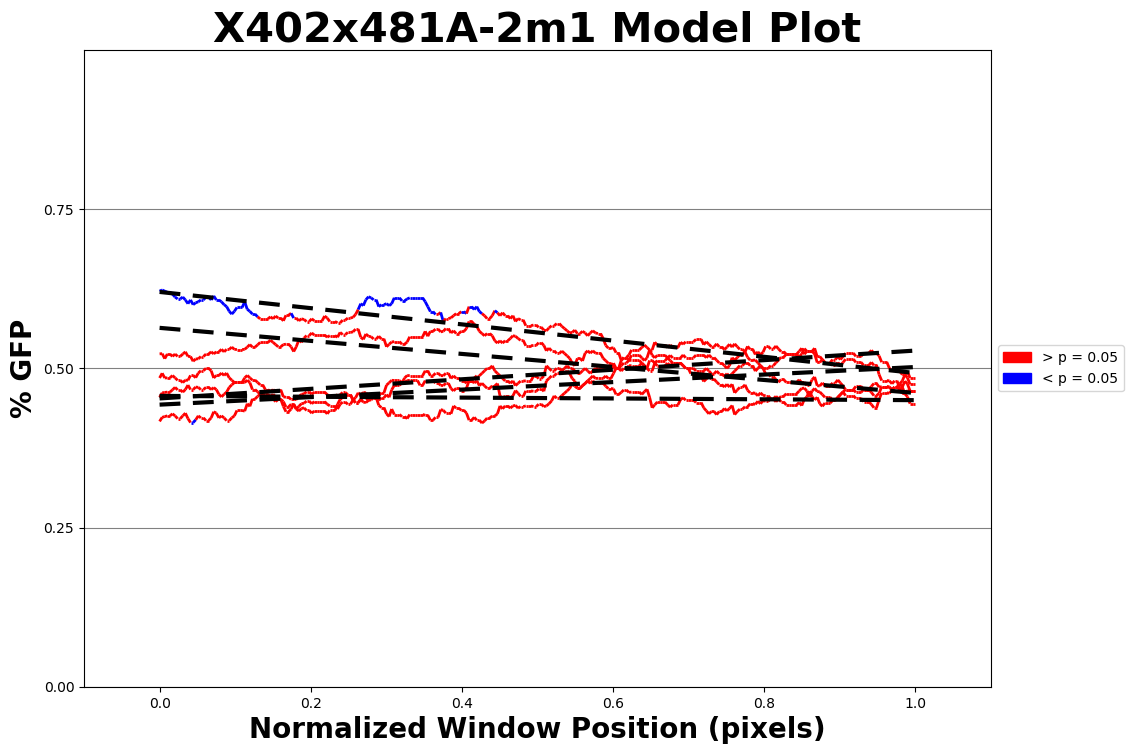 X402x481A-2m1 Model Plot
% GFP
0.75
0.50
0.25
0.00
0.0 0.2 0.4 0.6 0.8 1.0
Normalized Window Position (pixels)
> p = 0.05
< p = 0.05